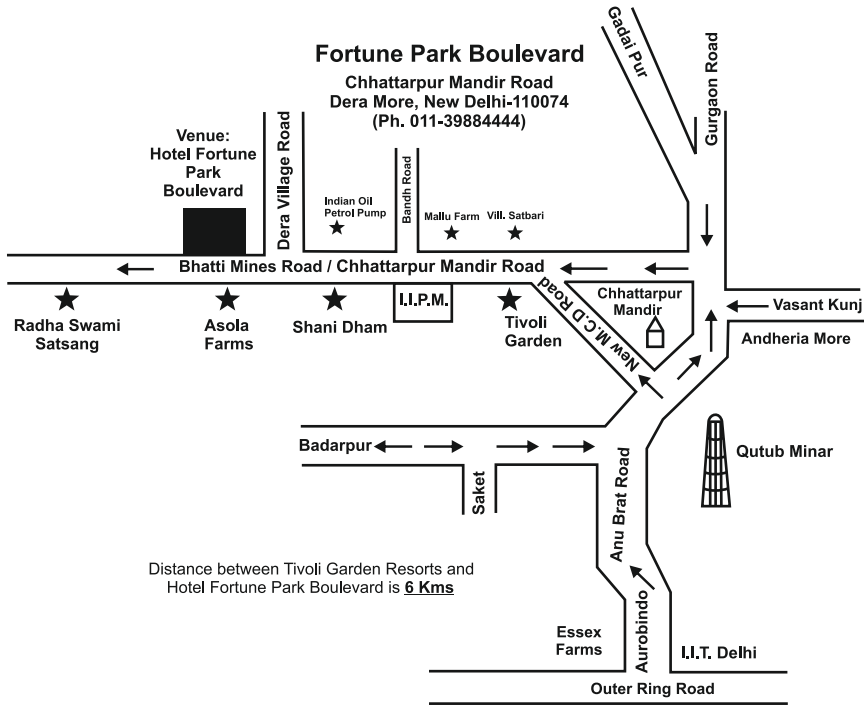 Fortune Park Boulevard
Chhattarpur Mandir Road
Dera More, New Delhi-110074
(Ph. 011-39884444)
Gadai Pur
Gurgaon Road
Venue:
Hotel Fortune
Park
Boulevard
Dera Village Road
Indian Oil
Petrol Pump
Bandh Road
Mallu Farm
Vill. Satbari
Bhatti Mines Road / Chhattarpur Mandir Road
New M.C.D Road
Chhattarpur
Mandir
Vasant Kunj
Andheria More
Radha Swami
Satsang
Asola
Farms
Shani Dham
I.I.P.M.
Tivoli
Garden
Badarpur
Saket
Anu Brat Road
Qutub Minar
Distance between Tivoli Garden Resorts and
Hotel Fortune Park Boulevard is 6 Kms
Essex
Farms
Aurobindo
I.I.T. Delhi
Outer Ring Road